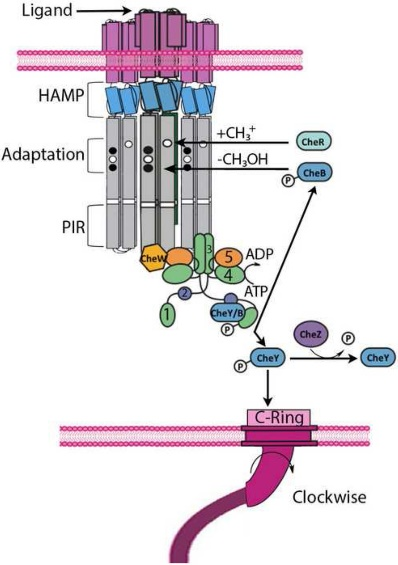 Ligand
HAMP
Adaptation
PIR
+CH₃⁺
-CH₃OH
CheR
CheB
P
CheW
3
5
4
ADP
ATP
2
1
CheY/B
P
CheZ
P
P
CheY
CheY
C-Ring
Clockwise